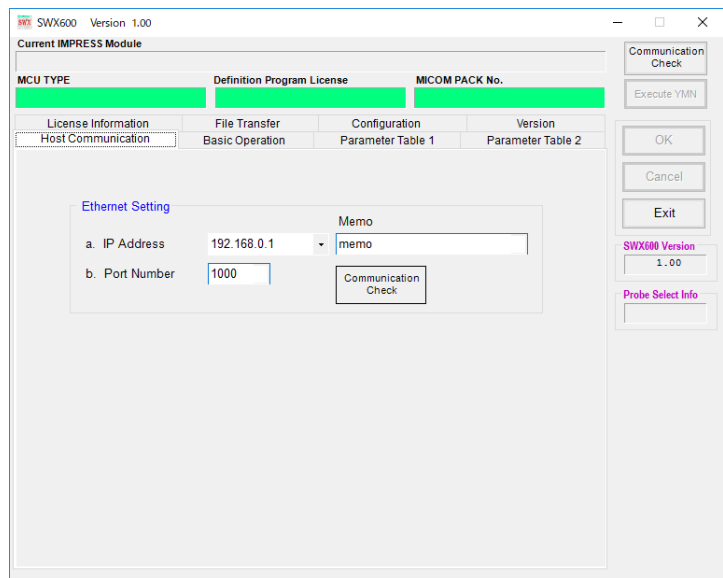 SWX SWX600 Version 1.00
Current IMPRESS Module
Communication
Check
MCU TYPE Definition Program License MICOM PACK No.
Execute YMN
License Information File Transfer Configuration Version
Host Communication Basic Operation Parameter Table 1 Parameter Table 2
OK
Cancel
Exit
Ethernet Setting
Memo
a. IP Address 192.168.0.1 memo
b. Port Number 1000
Communication
Check
SWX600 Version
1.00
Probe Select Info